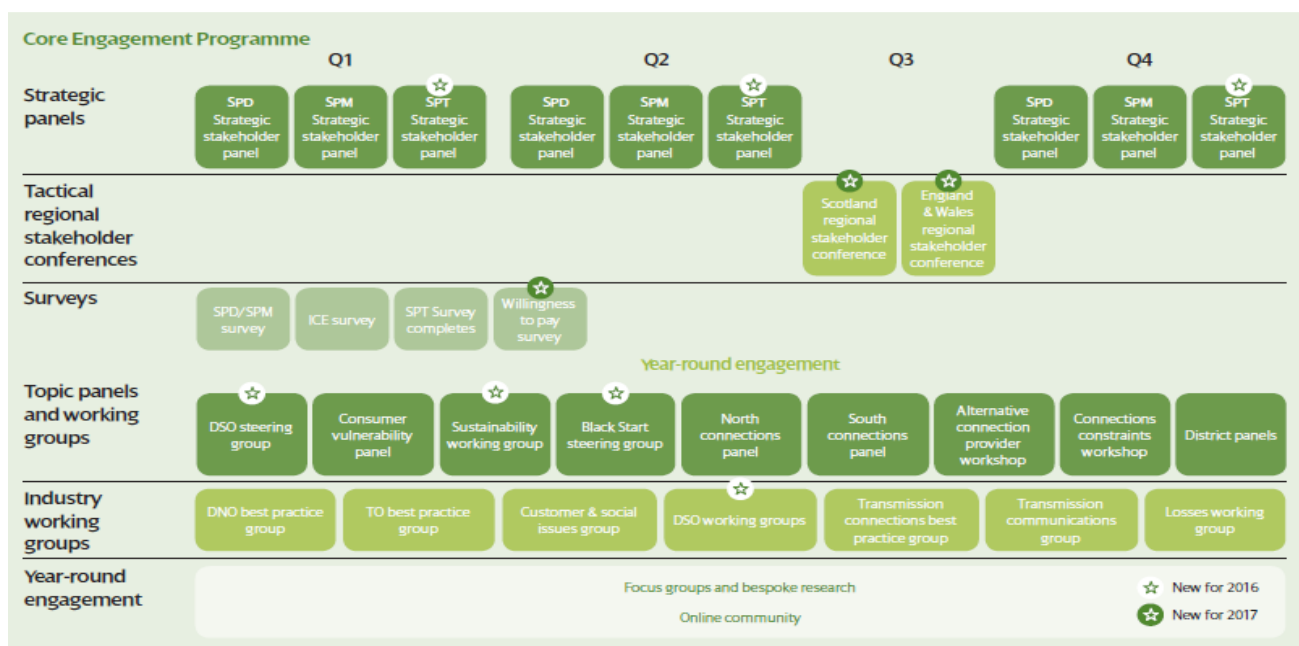 Core Engagement Programme
Q1
Q2
Q3
Q4
Strategic
panels
SPD
Strategic
stakeholder
panel
SPM
Strategic
stakeholder
panel
SPT
Strategic
stakeholder
panel
SPD
Strategic
stakeholder
panel
SPM
Strategic
stakeholder
panel
SPT
Strategic
stakeholder
panel
SPD
Strategic
stakeholder
panel
SPM
Strategic
stakeholder
panel
SPT
Strategic
stakeholder
panel
Tactical
regional
stakeholder
conferences
Scotland
regional
stakeholder
conference
England
& Wales
regional
stakeholder
conference
Surveys
SPD/SPM
survey
ICE survey
SPT Survey
completes
Willingness
to pay
survey
Year-round engagement
Topic panels
and working
groups
DSO steering
group
Consumer
vulnerability
panel
Sustainability
working group
Black Start
steering group
North
connections
panel
South
connections
panel
Alternative
connection
provider
workshop
Connections
constraints
workshop
District panels
Industry
working
groups
DNO best practice
group
TO best practice
group
Customer & social
issues group
DSO working groups
Transmission
connections best
practice group
Transmission
communications
group
Losses working
group
Year-round
engagement
Focus groups and bespoke research
Online community
New for 2016
New for 2017